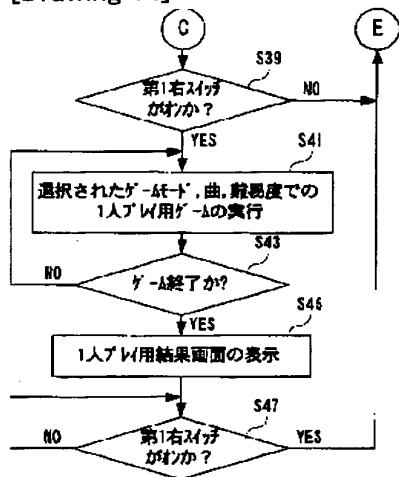 C
E
S39
第1右スイッチ
がオンか?
NO
YES
S41
選択されたゲームモード,曲,難易度での
1人プレイ用ゲームの実行
S43
NO
ゲーム終了か?
YES
S45
1人プレイ用結果画面の表示
S47
NO
第1右スイッチ
がオンか?
YES